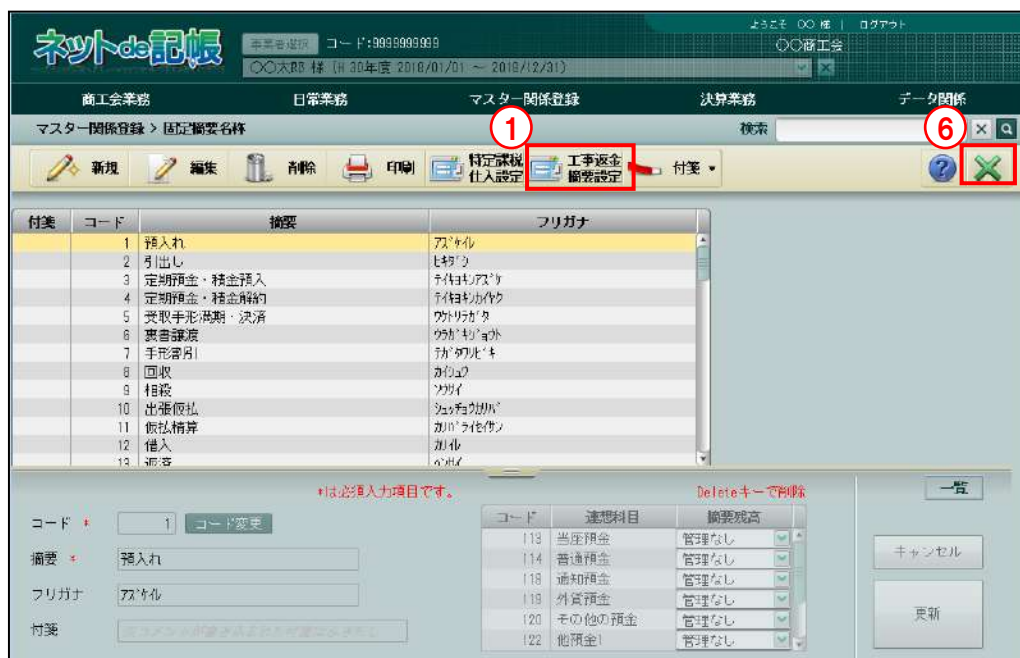 ようこそ 〇〇 様 | ログアウト
ネットde記帳
事業者選択 コード:9999999999
〇〇商工会
〇〇太郎 様 (H 30年度 2018/01/01 ～ 2018/12/31)
商工会業務 日常業務 マスター関係登録 決算業務 データ関係
マスター関係登録 > 固定摘要名称 検索
1
6
新規 編集 削除 印刷 特定課税仕入設定 工事返金摘要設定 付箋
付箋 コード 摘要 フリガナ
1 預入れ ｱｽﾞｹｲﾚ
2 引出し ﾋｷﾀﾞｼ
3 定期預金・積金預入 ﾃｲｷﾖｷﾝｱｽﾞｹ
4 定期預金・積金解約 ﾃｲｷﾖｷﾝｶｲﾔｸ
5 受取手形満期・決済 ｳｹﾄﾘﾃｶﾞﾀ
6 裏書譲渡 ｳﾗｶﾞｷｼﾞｮｳﾄ
7 手形割引 ﾃｶﾞﾀﾜﾘﾋﾞｷ
8 回収 ｶｲｼｭｳ
9 相殺 ｿｳｻｲ
10 出張仮払 ｼｭｯﾁｮｳｶﾘﾊﾞ
11 仮払精算 ｶﾘﾊﾞﾗｲｾｲｻﾝ
12 借入 ｶﾘｲﾚ
13 返済 ﾍﾝｻｲ
*は必須入力項目です。 Deleteキーで削除 一覧
コード * 1 コード変更
摘要 * 預入れ
フリガナ ｱｽﾞｹｲﾚ
付箋
コード 連想科目 摘要残高
113 当座預金 管理なし
114 普通預金 管理なし
118 通知預金 管理なし
119 外貨預金 管理なし
120 その他の預金 管理なし
122 他預金1 管理なし
キャンセル
更新